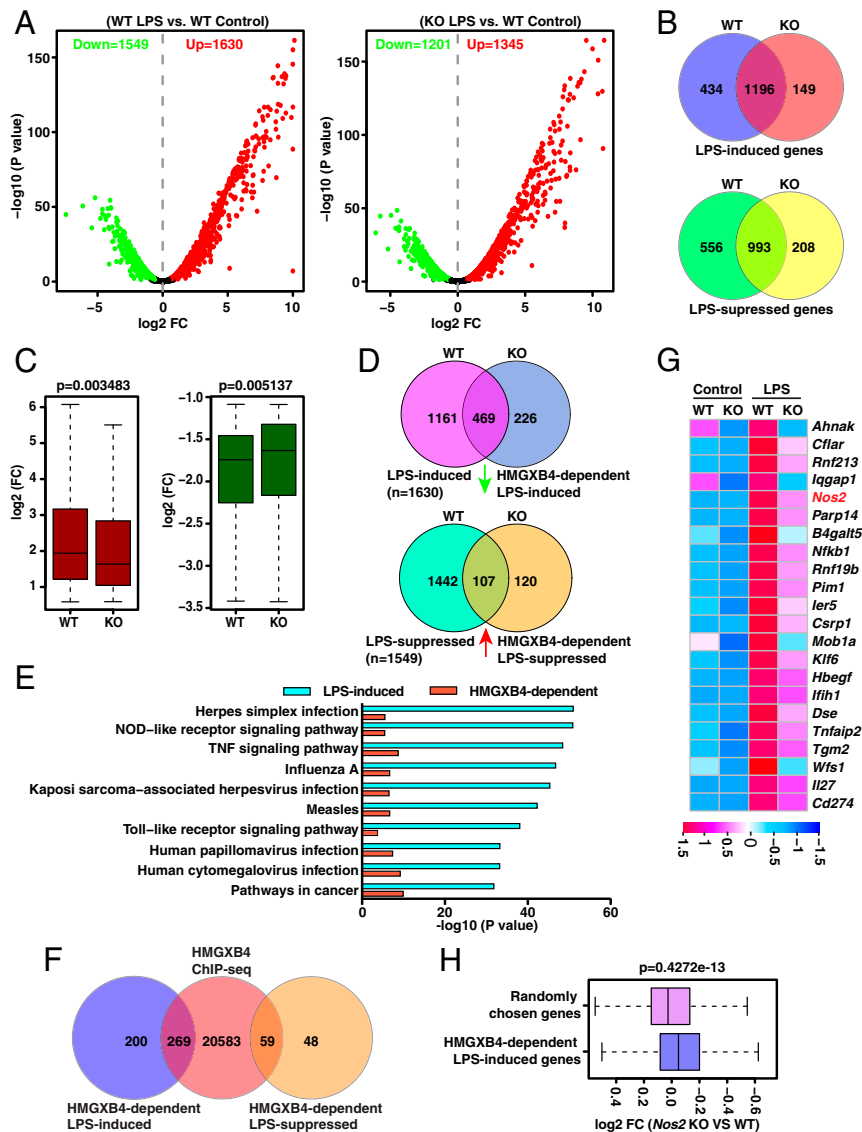 A
(WT LPS vs. WT Control)
Down=1549
Up=1630
150
100
50
0
−log10 (P value)
−5
0
5
10
log2 FC
(KO LPS vs. WT Control)
Down=1201
Up=1345
150
100
50
0
−log10 (P value)
−5
0
5
10
log2 FC
B
WT
KO
434
1196
149
LPS-induced genes
WT
KO
556
993
208
LPS-supressed genes
C
p=0.003483
6
5
4
3
2
1
log2 (FC)
WT
KO
p=0.005137
−1.0
−1.5
−2.0
−2.5
−3.0
−3.5
log2 (FC)
WT
KO
D
WT
KO
1161
469
226
LPS-induced
(n=1630)
HMGXB4-dependent
LPS-induced
WT
KO
1442
107
120
LPS-suppressed
(n=1549)
HMGXB4-dependent
LPS-suppressed
E
LPS-induced
HMGXB4-dependent
Herpes simplex infection
NOD-like receptor signaling pathway
TNF signaling pathway
Influenza A
Kaposi sarcoma−associated herpesvirus infection
Measles
Toll−like receptor signaling pathway
Human papillomavirus infection
Human cytomegalovirus infection
Pathways in cancer
0
20
40
60
-log10 (P value)
F
HMGXB4
ChIP-seq
200
269
20583
59
48
HMGXB4-dependent
LPS-induced
HMGXB4-dependent
LPS-suppressed
G
Control
LPS
WT
KO
WT
KO
Ahnak
Cflar
Rnf213
Iqgap1
Nos2
Parp14
B4galt5
Nfkb1
Rnf19b
Pim1
Ier5
Csrp1
Mob1a
Klf6
Hbegf
Ifih1
Dse
Tnfaip2
Tgm2
Wfs1
Il27
Cd274
1.5
1
0.5
0
-0.5
-1
-1.5
H
p=0.4272e-13
Randomly
chosen genes
HMGXB4-dependent
LPS-induced genes
0.4
0.2
0.0
−0.2
−0.4
−0.6
log2 FC (Nos2 KO VS WT)